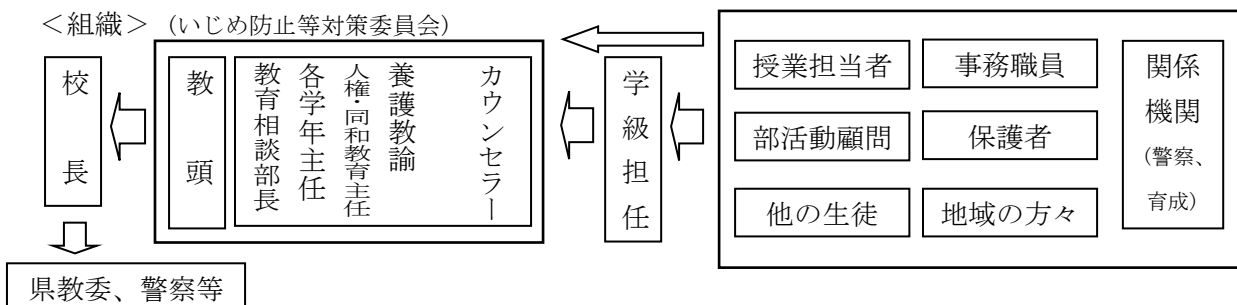 ＜組織＞（いじめ防止等対策委員会）
校長
教頭
教育相談部長
各学年主任
人権・同和教育主任
養護教諭
カウンセラー
学級担任
授業担当者
事務職員
部活動顧問
保護者
他の生徒
地域の方々
関係
機関
（警察、
育成）
県教委、警察等